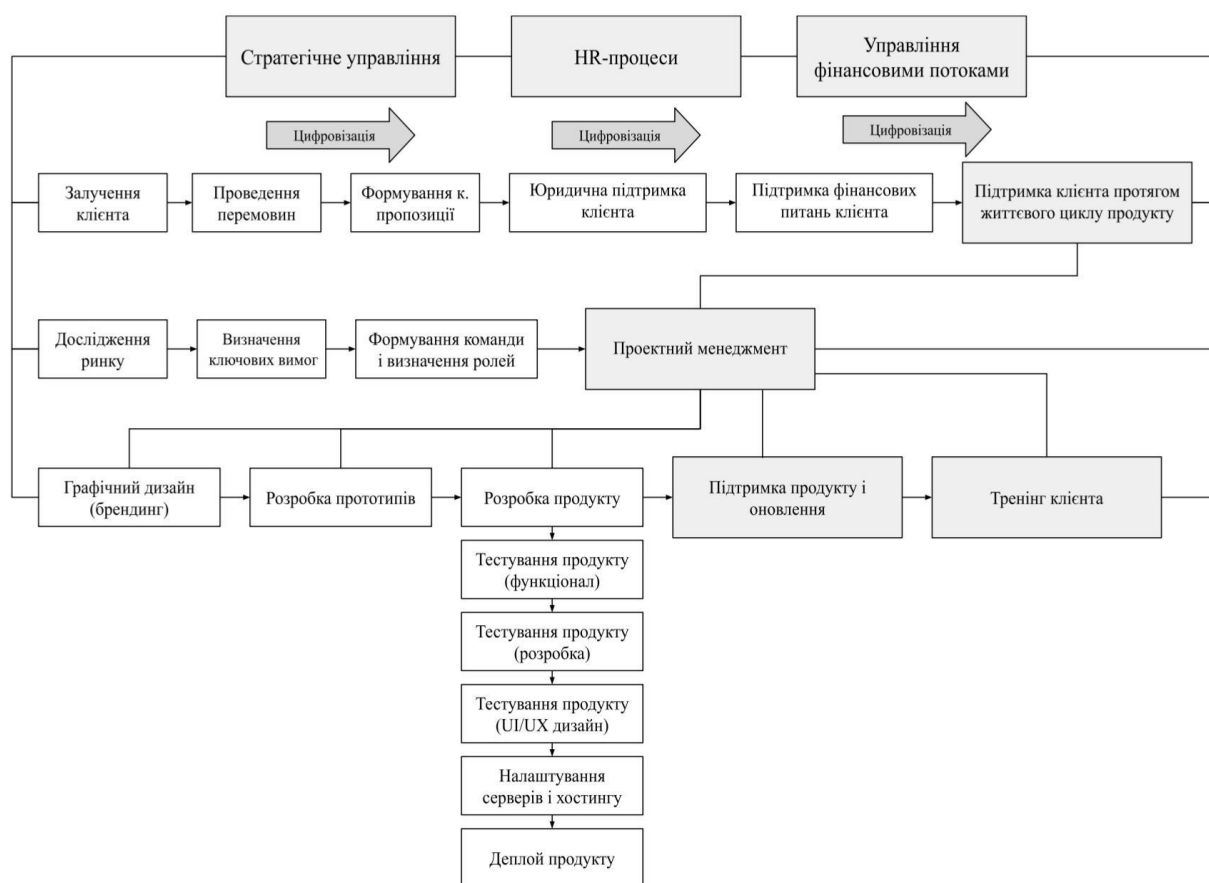 Стратегічне управління
HR-процеси
Управління
фінансовими потоками
Цифровізація
Цифровізація
Цифровізація
Залучення
клієнта
Проведення
перемовин
Формування к.
пропозиції
Юридична підтримка
клієнта
Підтримка фінансових
питань клієнта
Підтримка клієнта протягом
життєвого циклу продукту
Дослідження
ринку
Визначення
ключових вимог
Формування команди
і визначення ролей
Проектний менеджмент
Графічний дизайн
(брендинг)
Розробка прототипів
Розробка продукту
Підтримка продукту і
оновлення
Тренінг клієнта
Тестування продукту
(функціонал)
Тестування продукту
(розробка)
Тестування продукту
(UI/UX дизайн)
Налаштування
серверів і хостингу
Деплой продукту